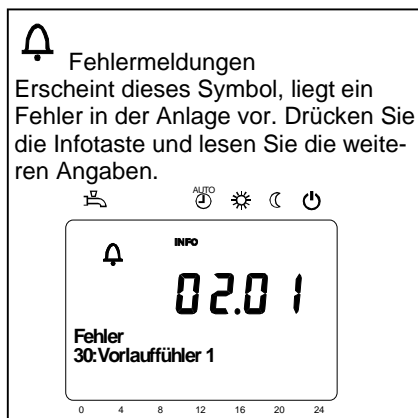 Fehlermeldungen
Erscheint dieses Symbol, liegt ein
Fehler in der Anlage vor. Drücken Sie
die Infotaste und lesen Sie die weite-
ren Angaben.
AUTO
INFO
02.01
Fehler
30:Vorlauffühler 1
0 4 8 12 16 20 24